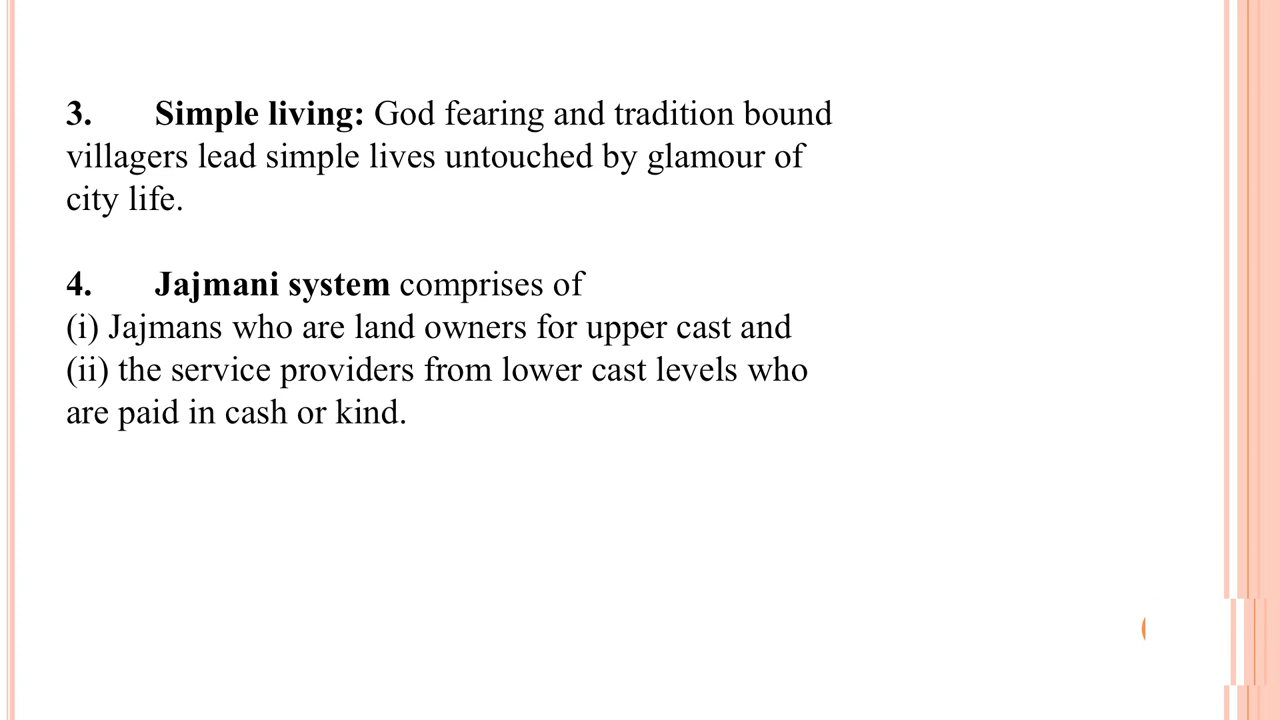 3. Simple living: God fearing and tradition bound
villagers lead simple lives untouched by glamour of
city life.
4. Jajmani system comprises of
(i) Jajmans who are land owners for upper cast and
(ii) the service providers from lower cast levels who
are paid in cash or kind.